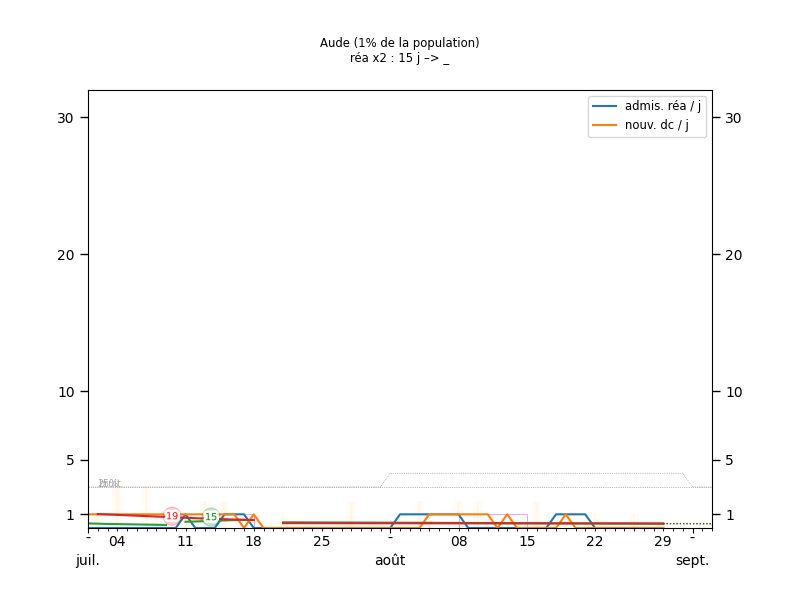 Aude (1% de la population)
réa x2 : 15 j –> _
admis. réa / j
nouv. dc / j
30 30
20 20
10 10
5 5
1 1
19 15
- 04 11 18 25 - 08 15 22 29 -
juil. août sept.